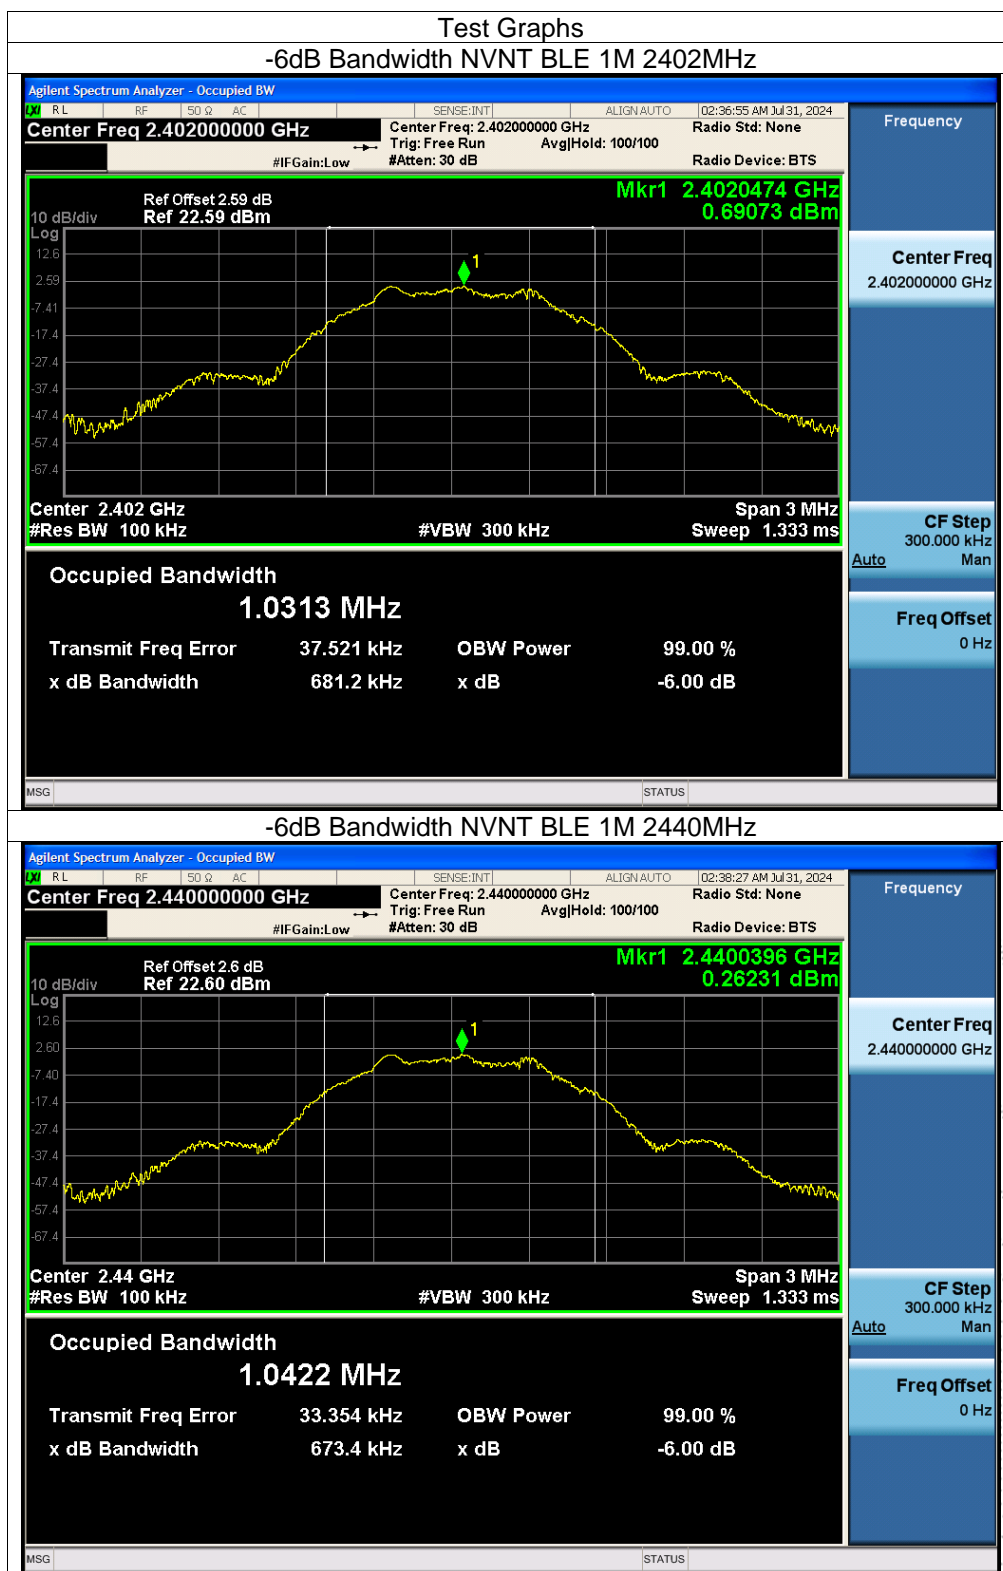 Test Graphs
-6dB Bandwidth NVNT BLE 1M 2402MHz
Agilent Spectrum Analyzer - Occupied BW
LXI RL RF 50 Ω AC SENSE:INT ALIGN AUTO 02:36:55 AM Jul 31, 2024
Center Freq 2.402000000 GHz Center Freq: 2.402000000 GHz Radio Std: None Frequency
Trig: Free Run Avg|Hold: 100/100
#IFGain:Low #Atten: 30 dB Radio Device: BTS
Ref Offset 2.59 dB Mkr1 2.4020474 GHz
10 dB/div Ref 22.59 dBm 0.69073 dBm
Log
12.6
2.59
-7.41
-17.4
-27.4
-37.4
-47.4
-57.4
-67.4
1
Center Freq
2.402000000 GHz
Center 2.402 GHz Span 3 MHz
#Res BW 100 kHz #VBW 300 kHz Sweep 1.333 ms
CF Step
300.000 kHz
Auto Man
Occupied Bandwidth
1.0313 MHz
Freq Offset
0 Hz
Transmit Freq Error 37.521 kHz OBW Power 99.00 %
x dB Bandwidth 681.2 kHz x dB -6.00 dB
MSG STATUS
-6dB Bandwidth NVNT BLE 1M 2440MHz
Agilent Spectrum Analyzer - Occupied BW
LXI RL RF 50 Ω AC SENSE:INT ALIGN AUTO 02:38:27 AM Jul 31, 2024
Center Freq 2.440000000 GHz Center Freq: 2.440000000 GHz Radio Std: None Frequency
Trig: Free Run Avg|Hold: 100/100
#IFGain:Low #Atten: 30 dB Radio Device: BTS
Ref Offset 2.6 dB Mkr1 2.4400396 GHz
10 dB/div Ref 22.60 dBm 0.26231 dBm
Log
12.6
2.60
-7.40
-17.4
-27.4
-37.4
-47.4
-57.4
-67.4
1
Center Freq
2.440000000 GHz
Center 2.44 GHz Span 3 MHz
#Res BW 100 kHz #VBW 300 kHz Sweep 1.333 ms
CF Step
300.000 kHz
Auto Man
Occupied Bandwidth
1.0422 MHz
Freq Offset
0 Hz
Transmit Freq Error 33.354 kHz OBW Power 99.00 %
x dB Bandwidth 673.4 kHz x dB -6.00 dB
MSG STATUS